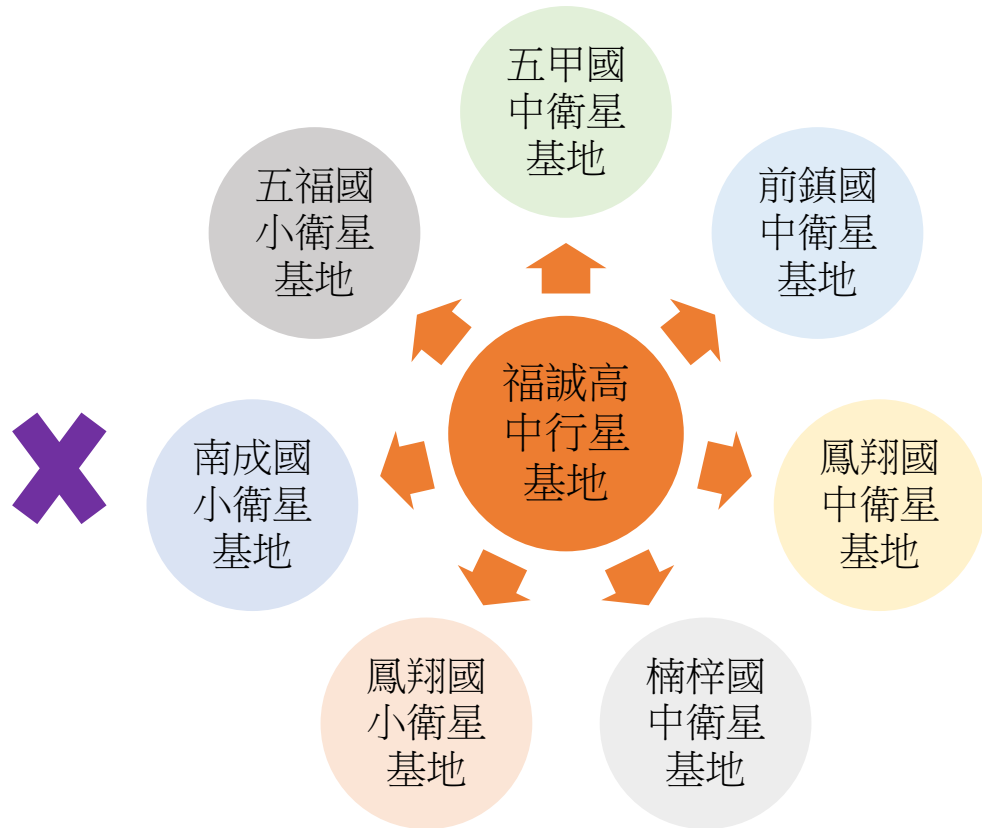 五甲國
中衛星
基地
五福國
小衛星
基地
前鎮國
中衛星
基地
福誠高
中行星
基地
南成國
小衛星
基地
鳳翔國
中衛星
基地
鳳翔國
小衛星
基地
楠梓國
中衛星
基地